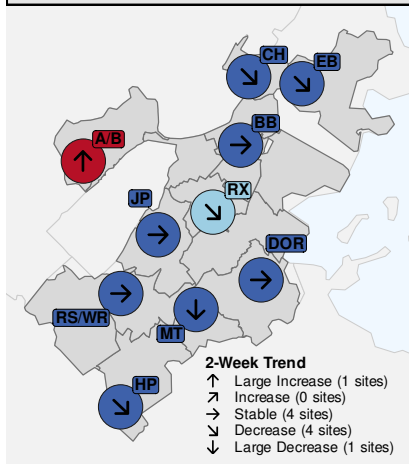 CH
EB
BB
A/B
RX
JP
DOR
RS/WR
MT
HP
2-Week Trend
↑ Large Increase (1 sites)
↗ Increase (0 sites)
→ Stable (4 sites)
↘ Decrease (4 sites)
↓ Large Decrease (1 sites)